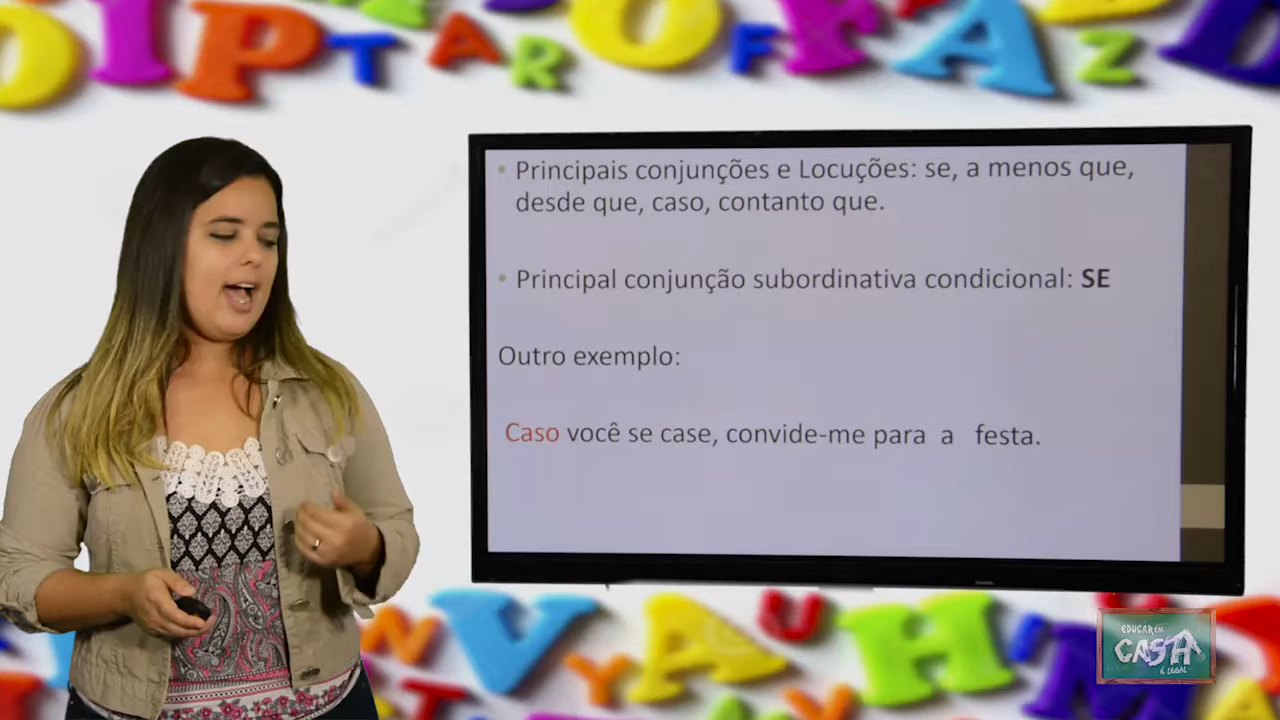 O I P T A R O F X A Z
• Principais conjunções e Locuções: se, a menos que,
desde que, caso, contanto que.
• Principal conjunção subordinativa condicional: SE
Outro exemplo:
Caso você se case, convide-me para a festa.
N V Y A U Y H M
EDUCAR EM
CASA
É LEGAL